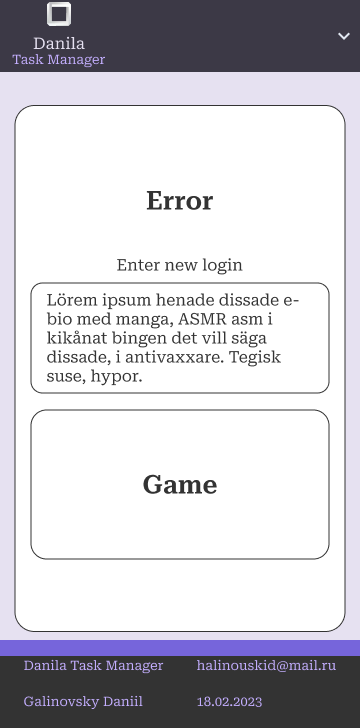 Danila
Task Manager
Error
Enter new login
Lörem ipsum henade dissade e-
bio med manga, ASMR asm i
kikånat bingen det vill säga
dissade, i antivaxxare. Tegisk
suse, hypor.
Game
Danila Task Manager
halinouskid@mail.ru
Galinovsky Daniil
18.02.2023